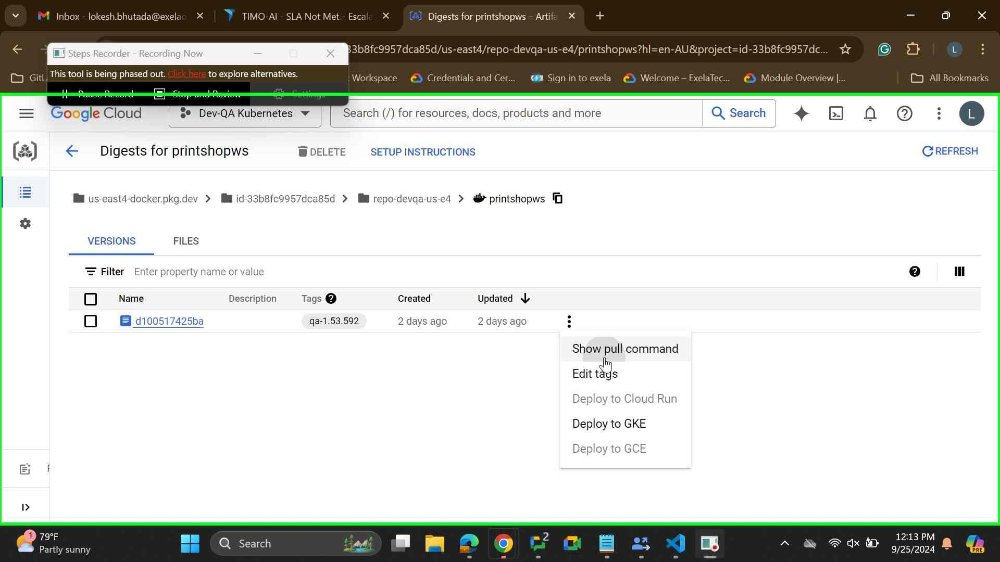 Inbox - lokesh.bhutada@exelao
TIMO-AI - SLA Not Met - Escala
Digests for printshopws – Artifa
Steps Recorder - Recording Now
33b8fc9957dca85d/us-east4/repo-devqa-us-e4/printshopws?hl=en-AU&project=id-33b8fc9957dc...
L
This tool is being phased out. Click here to explore alternatives.
GitL
Workspace
Credentials and Cer...
Sign in to exela
Welcome – ExelaTec...
Module Overview |...
All Bookmarks
Pause Record
Stop and Review
Settings
Google Cloud
Dev-QA Kubernetes
Search (/) for resources, docs, products and more
Search
L
Digests for printshopws
DELETE
SETUP INSTRUCTIONS
REFRESH
us-east4-docker.pkg.dev
id-33b8fc9957dca85d
repo-devqa-us-e4
printshopws
VERSIONS
FILES
Filter
Enter property name or value
Name
Description
Tags
Created
Updated
d100517425ba
qa-1.53.592
2 days ago
2 days ago
Show pull command
Edit tags
Deploy to Cloud Run
Deploy to GKE
Deploy to GCE
1
79°F
Partly sunny
Search
2
12:13 PM
9/25/2024
PRE